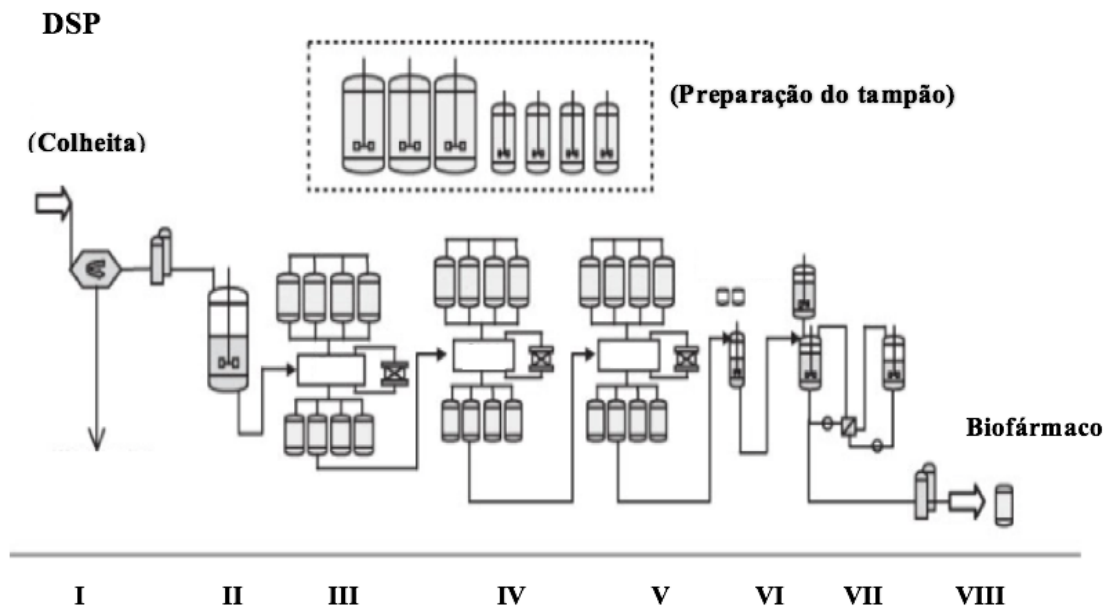 DSP
(Preparação do tampão)
(Colheita)
Biofármaco
I II III IV V VI VII VIII